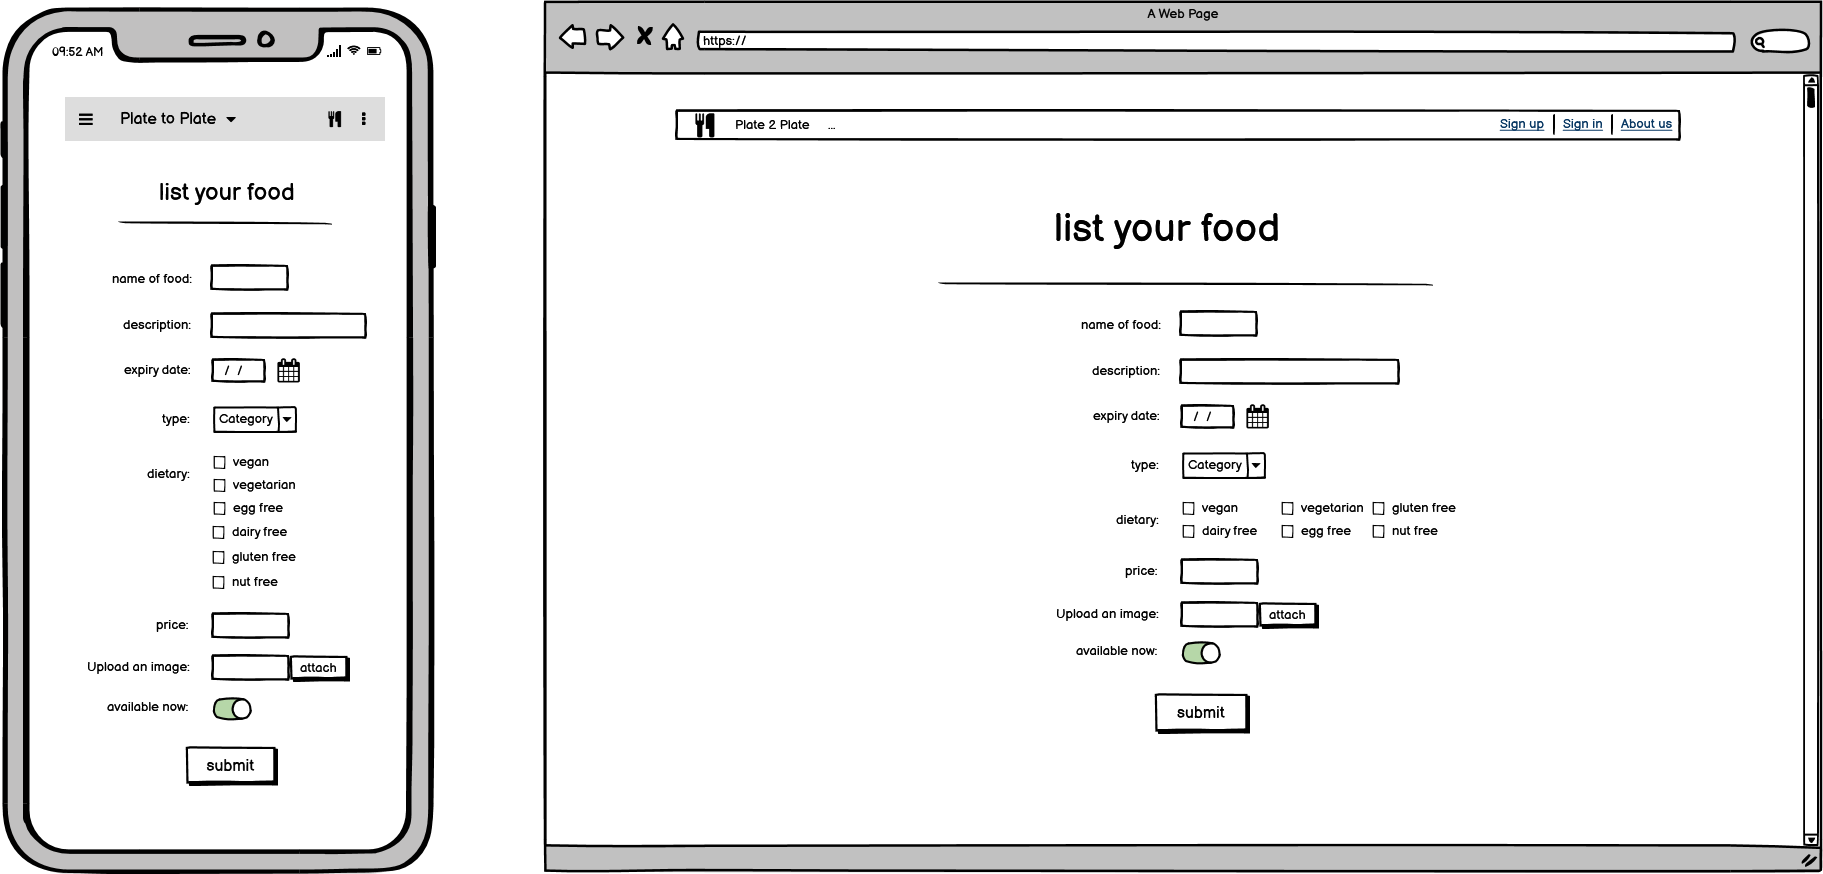 09:52 AM
Plate to Plate
list your food
name of food:
description:
expiry date: / /
type: Category
dietary:
vegan
vegetarian
egg free
dairy free
gluten free
nut free
price:
Upload an image: attach
available now:
submit
A Web Page
https://
Plate 2 Plate ... Sign up Sign in About us
list your food
name of food:
description:
expiry date: / /
type: Category
dietary:
vegan vegetarian gluten free
dairy free egg free nut free
price:
Upload an image: attach
available now:
submit